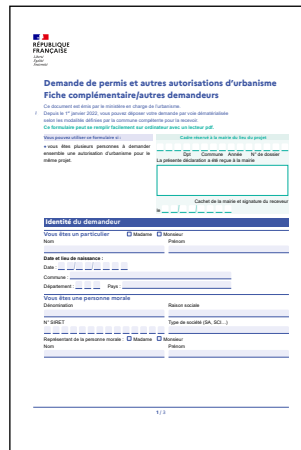 RÉPUBLIQUE
FRANÇAISE
Liberté
Égalité
Fraternité
Demande de permis et autres autorisations d'urbanisme
Fiche complémentaire/autres demandeurs
Ce document est émis par le ministère en charge de l'urbanisme.
Depuis le 1er janvier 2022, vous pouvez déposer votre demande par voie dématérialisée
selon les modalités définies par la commune compétente pour la recevoir.
Ce formulaire peut se remplir facilement sur ordinateur avec un lecteur pdf.
Vous pouvez utiliser ce formulaire si :
• vous êtes plusieurs personnes à demander
ensemble une autorisation d'urbanisme pour le
même projet.
Cadre réservé à la mairie du lieu du projet
Dpt Commune Année N° de dossier
La présente déclaration a été reçue à la mairie
Cachet de la mairie et signature du receveur
le
Identité du demandeur
Vous êtes un particulier Madame Monsieur
Nom Prénom
Date et lieu de naissance :
Date :
Commune :
Département : Pays :
Vous êtes une personne morale
Dénomination Raison sociale
N° SIRET Type de société (SA, SCI...)
Représentant de la personne morale : Madame Monsieur
Nom Prénom
1 / 3